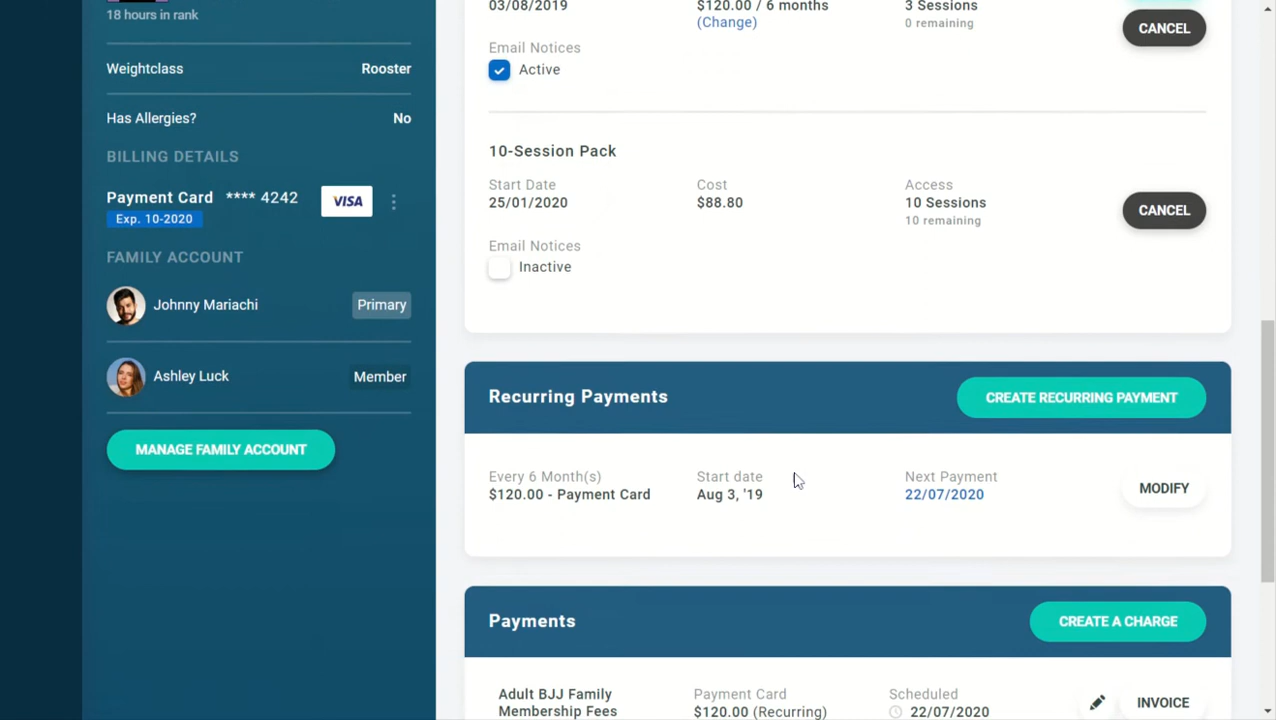 18 hours in rank
Weightclass Rooster
Has Allergies? No
BILLING DETAILS
Payment Card **** 4242 VISA
Exp. 10-2020
FAMILY ACCOUNT
Johnny Mariachi Primary
Ashley Luck Member
MANAGE FAMILY ACCOUNT
03/08/2019 $120.00 / 6 months 3 Sessions
(Change) 0 remaining
CANCEL
Email Notices
Active
10-Session Pack
Start Date Cost Access
25/01/2020 $88.80 10 Sessions
10 remaining
CANCEL
Email Notices
Inactive
Recurring Payments CREATE RECURRING PAYMENT
Every 6 Month(s) Start date Next Payment
$120.00 - Payment Card Aug 3, '19 22/07/2020
MODIFY
Payments CREATE A CHARGE
Adult BJJ Family Payment Card Scheduled
Membership Fees $120.00 (Recurring) 22/07/2020
INVOICE